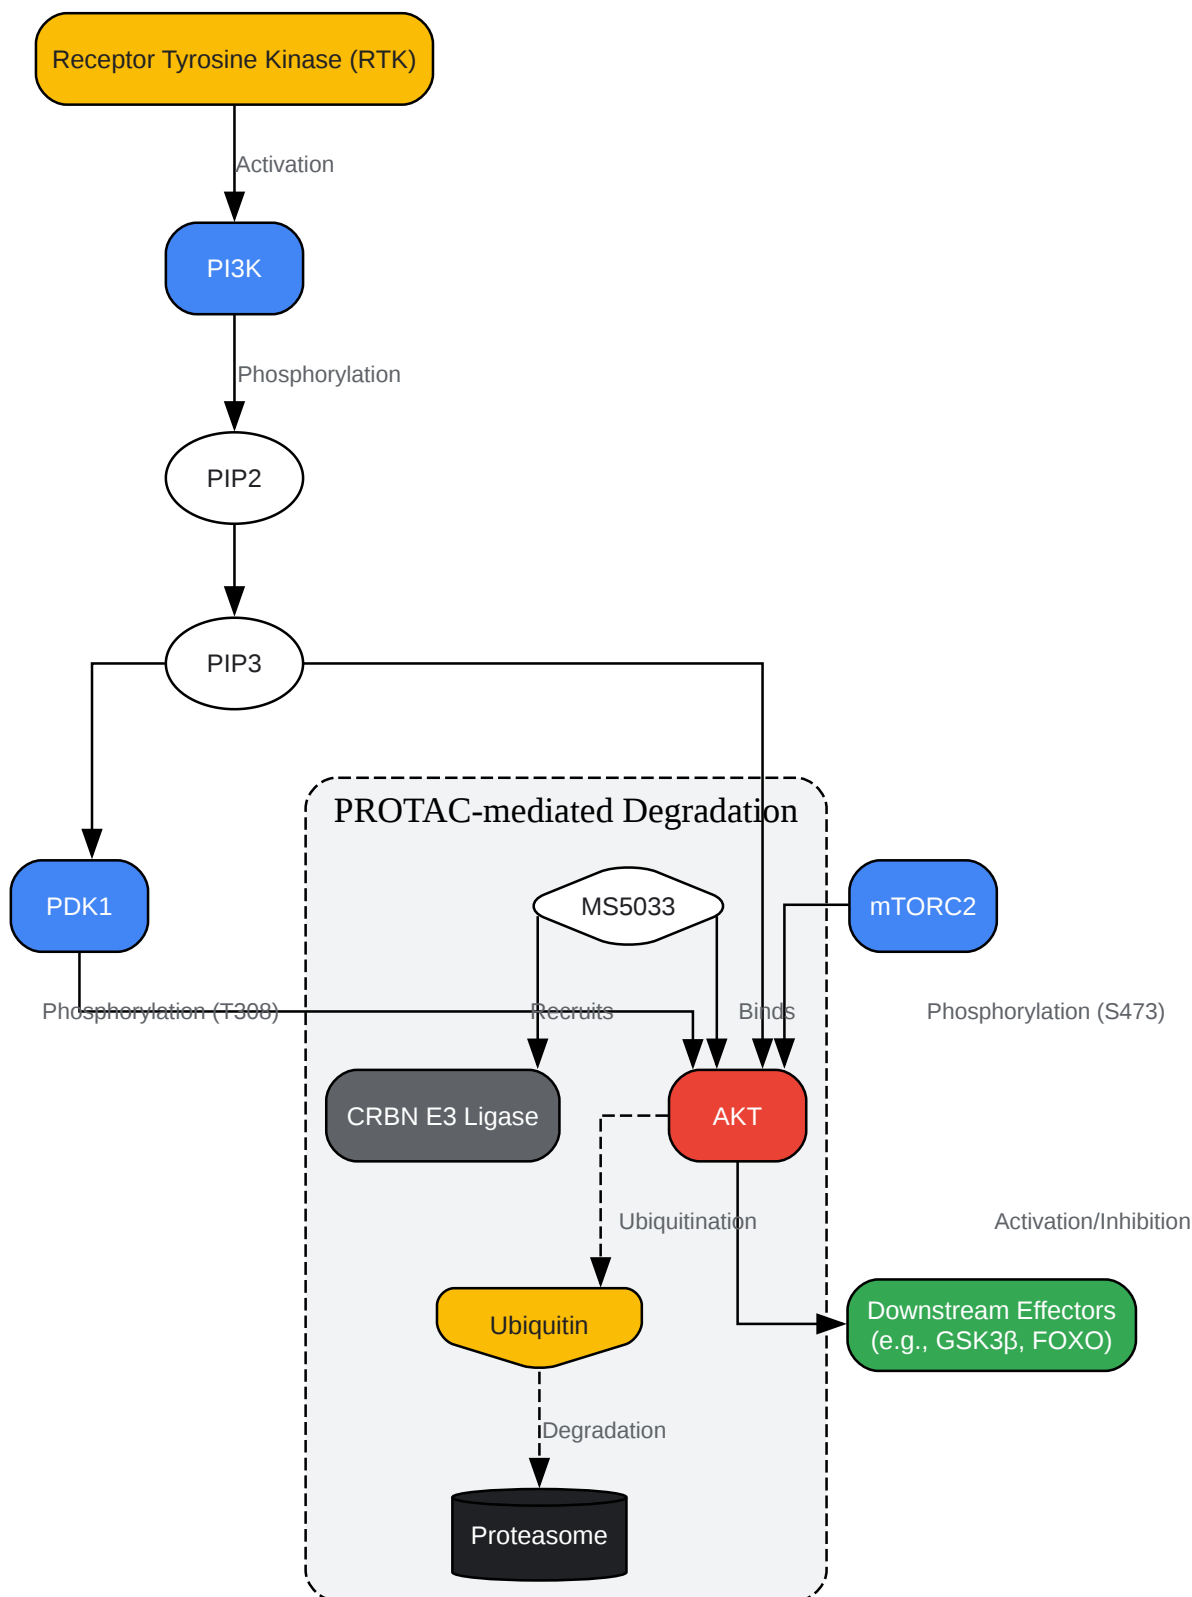 Receptor Tyrosine Kinase (RTK)
Activation
PI3K
Phosphorylation
PIP2
PIP3
PROTAC-mediated Degradation
PDK1
MS5033
mTORC2
Phosphorylation (T308)
Recruits
Binds
Phosphorylation (S473)
CRBN E3 Ligase
AKT
Ubiquitination
Activation/Inhibition
Ubiquitin
Downstream Effectors
(e.g., GSK3β, FOXO)
Degradation
Proteasome